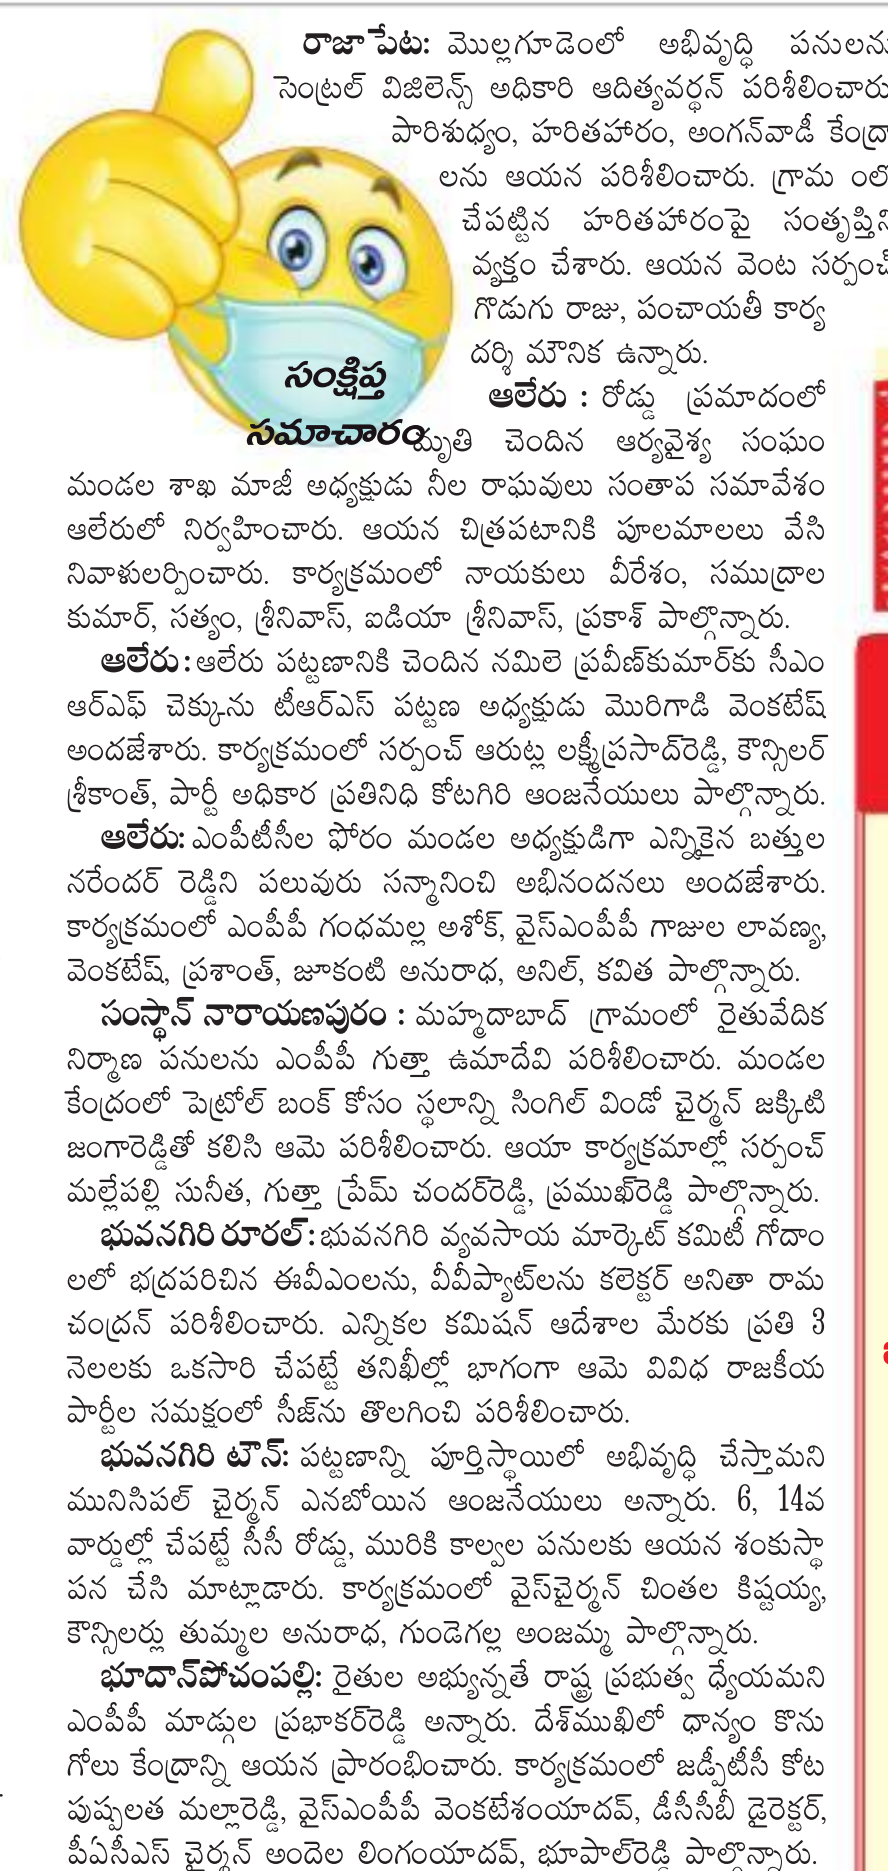 రాజాపేట: మొల్లగూడెంలో అభివృద్ధి పనులను
సెంట్రల్ విజిలెన్స్ అధికారి ఆదిత్యవర్థన్ పరిశీలించారు
పారిశుధ్యం, హరితహారం, అంగన్‌వాడీ కేంద్రా
లను ఆయన పరిశీలించారు. గ్రామ ంలో
చేపట్టిన హరితహారంపై సంతృప్తిని
వ్యక్తం చేశారు. ఆయన వెంట సర్పంచ్
గొడుగు రాజు, పంచాయతీ కార్య
దర్శి మౌనిక ఉన్నారు.
సంక్షిప్త
సమాచారం
ఆలేరు : రోడ్డు ప్రమాదంలో
మృతి చెందిన ఆర్యవైశ్య సంఘం
మండల శాఖ మాజీ అధ్యక్షుడు నీల రాఘవులు సంతాప సమావేశం
ఆలేరులో నిర్వహించారు. ఆయన చిత్రపటానికి పూలమాలలు వేసి
నివాళులర్పించారు. కార్యక్రమంలో నాయకులు వీరేశం, సముద్రాల
కుమార్, సత్యం, శ్రీనివాస్, ఐడియా శ్రీనివాస్, ప్రకాశ్ పాల్గొన్నారు.
ఆలేరు: ఆలేరు పట్టణానికి చెందిన నమిలె ప్రవీణ్‌కుమార్‌కు సీఎం
ఆర్ఎఫ్ చెక్కును టీఆర్ఎస్ పట్టణ అధ్యక్షుడు మొరిగాడి వెంకటేష్
అందజేశారు. కార్యక్రమంలో సర్పంచ్ ఆరుట్ల లక్ష్మీప్రసాద్‌రెడ్డి, కౌన్సిలర్
శ్రీకాంత్, పార్టీ అధికార ప్రతినిధి కోటగిరి ఆంజనేయులు పాల్గొన్నారు.
ఆలేరు: ఎంపీటీసీల ఫోరం మండల అధ్యక్షుడిగా ఎన్నికైన బత్తుల
నరేందర్ రెడ్డిని పలువురు సన్మానించి అభినందనలు అందజేశారు.
కార్యక్రమంలో ఎంపీపీ గంధమల్ల అశోక్, వైస్ఎంపీపీ గాజుల లావణ్య,
వెంకటేష్, ప్రశాంత్, జూకంటి అనురాధ, అనిల్, కవిత పాల్గొన్నారు.
సంస్థాన్ నారాయణపురం : మహ్మదాబాద్ గ్రామంలో రైతువేదిక
నిర్మాణ పనులను ఎంపీపీ గుత్తా ఉమాదేవి పరిశీలించారు. మండల
కేంద్రంలో పెట్రోల్ బంక్ కోసం స్థలాన్ని సింగిల్ విండో చైర్మన్ జక్కిటి
జంగారెడ్డితో కలిసి ఆమె పరిశీలించారు. ఆయా కార్యక్రమాల్లో సర్పంచ్
మల్లేపల్లి సునీత, గుత్తా ప్రేమ్ చందర్‌రెడ్డి, ప్రముఖ్‌రెడ్డి పాల్గొన్నారు.
భువనగిరి రూరల్: భువనగిరి వ్యవసాయ మార్కెట్ కమిటీ గోదాం
లలో భద్రపరిచిన ఈవీఎంలను, వీవీప్యాట్‌లను కలెక్టర్ అనితా రామ
చంద్రన్ పరిశీలించారు. ఎన్నికల కమిషన్ ఆదేశాల మేరకు ప్రతి 3
నెలలకు ఒకసారి చేపట్టే తనిఖీల్లో భాగంగా ఆమె వివిధ రాజకీయ
పార్టీల సమక్షంలో సీజ్‌ను తొలగించి పరిశీలించారు.
భువనగిరి టౌన్: పట్టణాన్ని పూర్తిస్థాయిలో అభివృద్ధి చేస్తామని
మునిసిపల్ చైర్మన్ ఎనబోయిన ఆంజనేయులు అన్నారు. 6, 14వ
వార్డుల్లో చేపట్టే సీసీ రోడ్డు, మురికి కాల్వల పనులకు ఆయన శంకుస్థా
పన చేసి మాట్లాడారు. కార్యక్రమంలో వైస్‌చైర్మన్ చింతల కిష్టయ్య,
కౌన్సిలర్లు తుమ్మల అనురాధ, గుండెగల్ల అంజమ్మ పాల్గొన్నారు.
భూదాన్‌పోచంపల్లి: రైతుల అభ్యున్నతే రాష్ట్ర ప్రభుత్వ ధ్యేయమని
ఎంపీపీ మాడ్గుల ప్రభాకర్‌రెడ్డి అన్నారు. దేశ్‌ముఖిలో ధాన్యం కొను
గోలు కేంద్రాన్ని ఆయన ప్రారంభించారు. కార్యక్రమంలో జడ్పీటీసీ కోట
పుష్పలత మల్లారెడ్డి, వైస్ఎంపీపీ వెంకటేశంయాదవ్, డీసీసీబీ డైరెక్టర్,
పీఏసీఎస్ చైర్మన్ అందెల లింగంయాదవ్, భూపాల్‌రెడ్డి పాల్గొన్నారు.